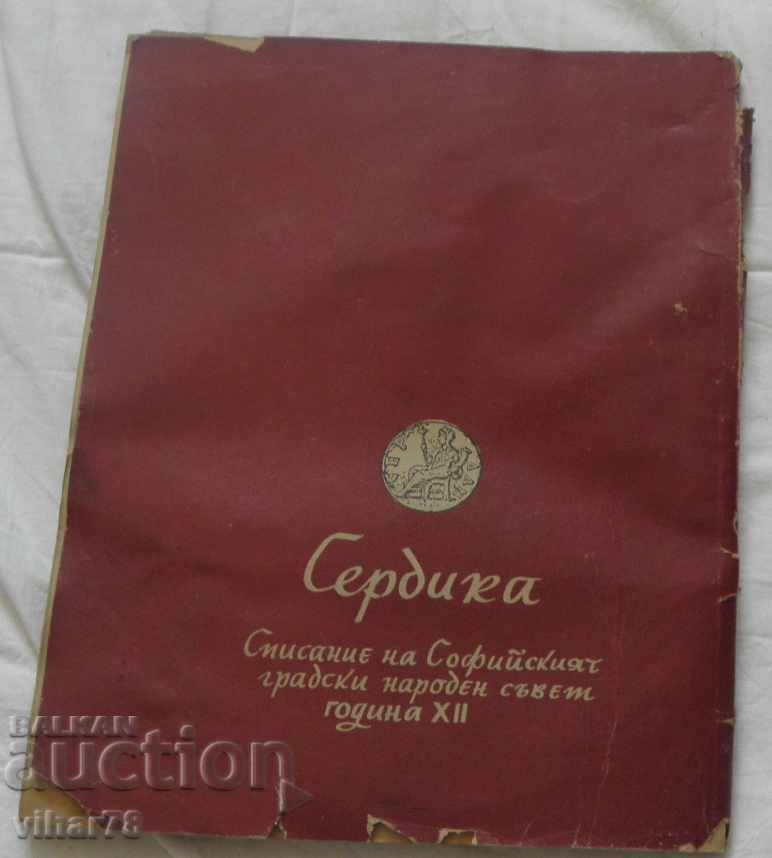 Сердика
Списание на Софийският
градски народен съвет
година XII
BALKAN
auction
vihar78